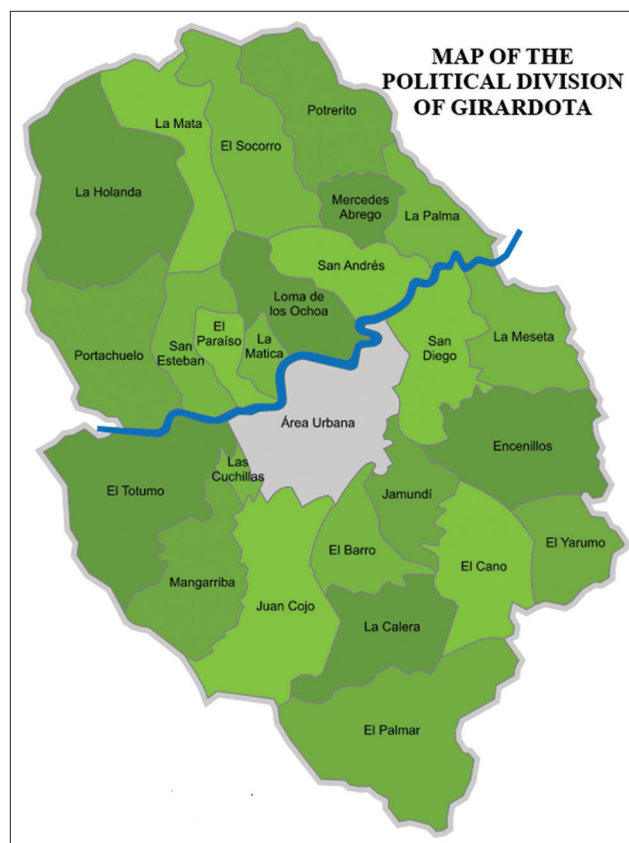 MAP OF THE
POLITICAL DIVISION
OF GIRARDOTA
Potrerito
La Mata
El Socorro
La Holanda
Mercedes
Abrego
La Palma
San Andrés
Loma de
los Ochoa
El
Paraíso
San
Esteban
La
Matica
Portachuelo
San
Diego
La Meseta
Área Urbana
Encenillos
Las
Cuchillas
El Totumo
Jamundí
El Barro
El Yarumo
El Cano
Mangarriba
Juan Cojo
La Calera
El Palmar